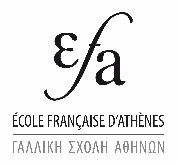 εfa
ÉCOLE FRANÇAISE D'ATHÈNES
ΓΑΛΛΙΚΗ ΣΧΟΛΗ ΑΘΗΝΩΝ